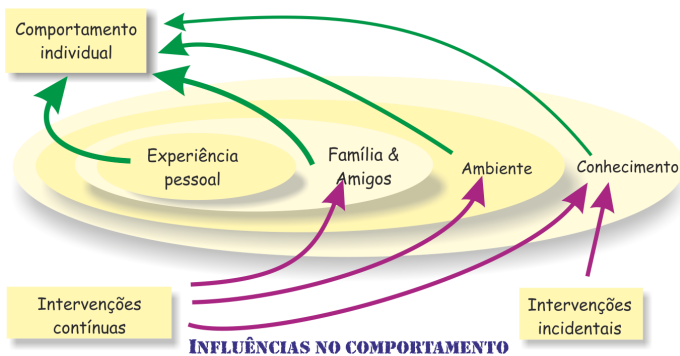 Comportamento
individual
Experiência
pessoal
Família &
Amigos
Ambiente
Conhecimento
Intervenções
contínuas
Intervenções
incidentais
INFLUÊNCIAS NO COMPORTAMENTO